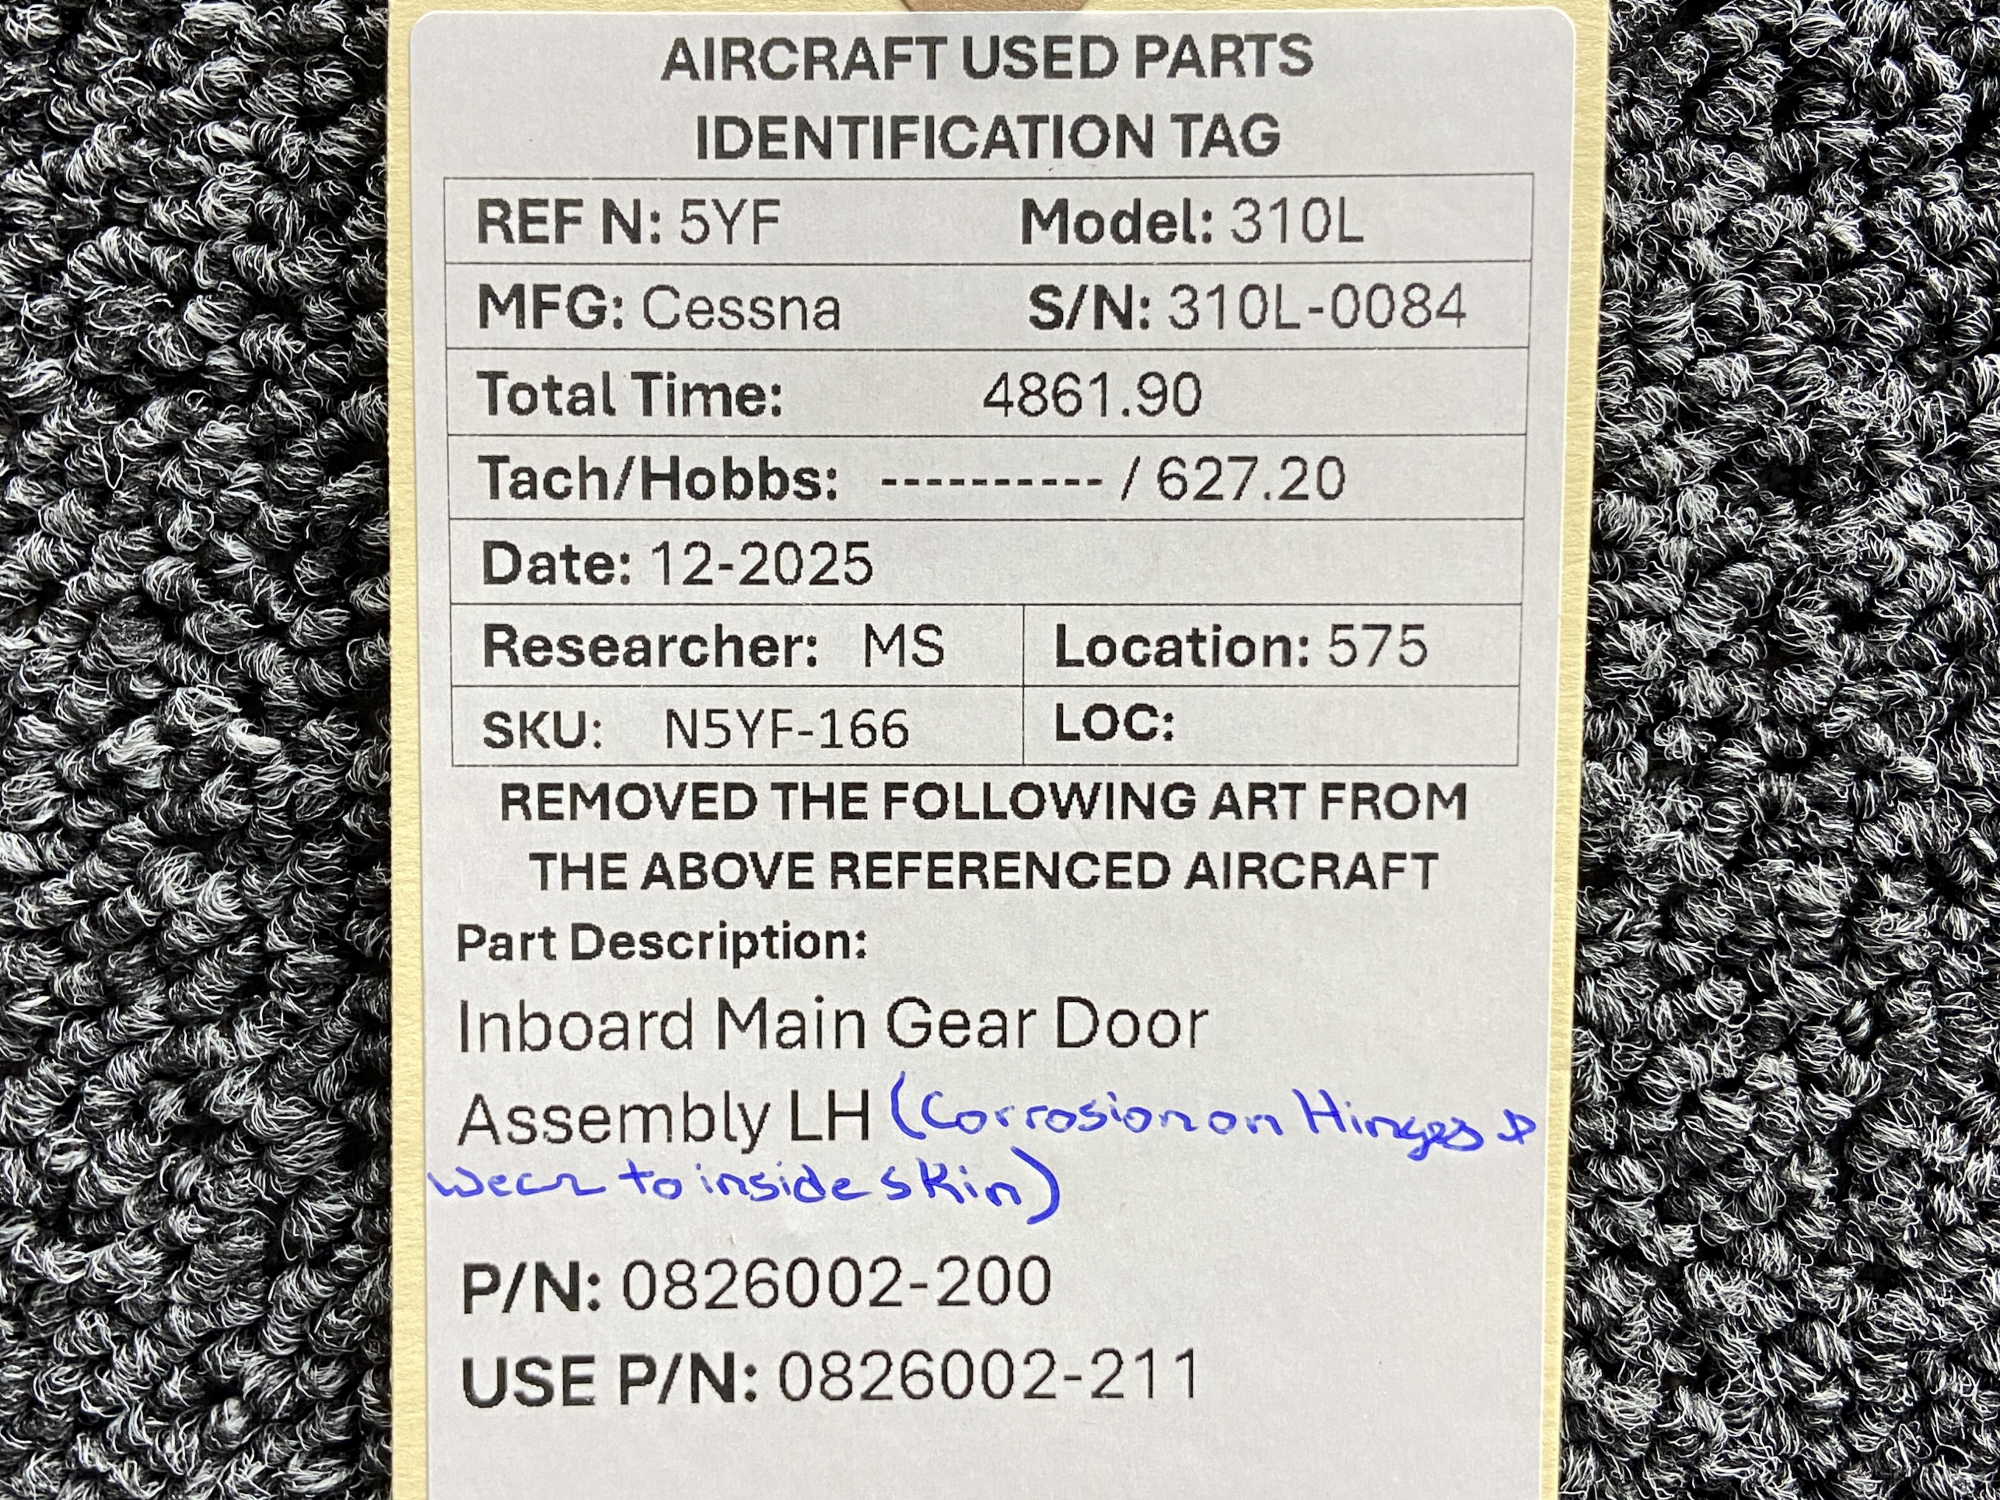 AIRCRAFT USED PARTS
IDENTIFICATION TAG
REF N: 5YF Model: 310L
MFG: Cessna S/N: 310L-0084
Total Time: 4861.90
Tach/Hobbs: ---------- / 627.20
Date: 12-2025
Researcher: MS Location: 575
SKU: N5YF-166 LOC:
REMOVED THE FOLLOWING ART FROM
THE ABOVE REFERENCED AIRCRAFT
Part Description:
Inboard Main Gear Door
Assembly LH (Corrosion on Hinges &
wear to inside skin)
P/N: 0826002-200
USE P/N: 0826002-211